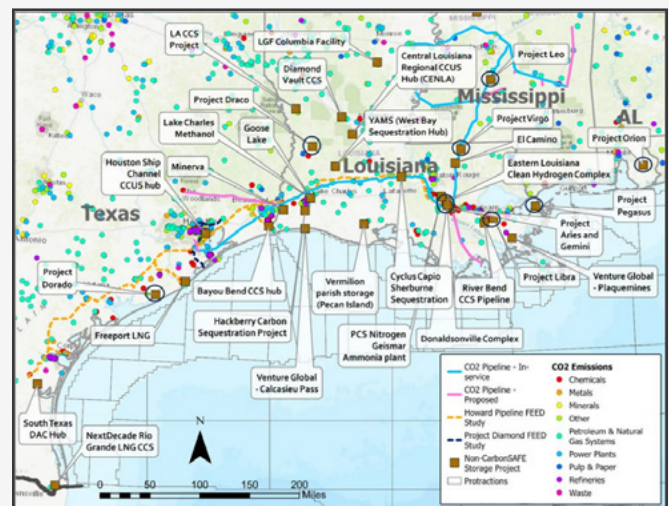 LA CCS
Project
LGF Columbia Facility
Diamond
Vault CCS
Central Louisiana
Regional CCUS
Hub (CENLA)
Project Leo
MISSISSIPPI
Mississippi
AL
Project Draco
Lake Charles
Methanol
Goose
Lake
YAMS (West Bay
Sequestration Hub)
Project Virgo
El Camino
Project Orion
Houston Ship
Channel
CCUS hub
Minerva
Louisiana
Eastern Louisiana
Clean Hydrogen Complex
Waco
Woodlands
Lake Charles
Lafayette
Texas
Project
Pegasus
Project
Dorado
Project
Aries and
Gemini
Bayou Bend CCS hub
Vermilion
parish storage
(Pecan Island)
Cyclus Capio
Sherburne
Sequestration
River Bend
CCS Pipeline
Project Libra
Venture Global
- Plaquemines
Freeport LNG
Hackberry Carbon
Sequestration Project
PCS Nitrogen
Geismar
Ammonia plant
Donaldsonville Complex
Venture Global
- Calcasieu Pass
South Texas
DAC Hub
NextDecade Rio
Grande LNG CCS
N
0 50 100 150 200
Miles
CO2 Pipeline - In-
service
CO2 Pipeline -
Proposed
Howard Pipeline FEED
Study
Project Diamond FEED
Study
Non-CarbonSAFE
Storage Project
Protractions
CO2 Emissions
Chemicals
Metals
Minerals
Other
Petroleum & Natural
Gas Systems
Power Plants
Pulp & Paper
Refineries
Waste